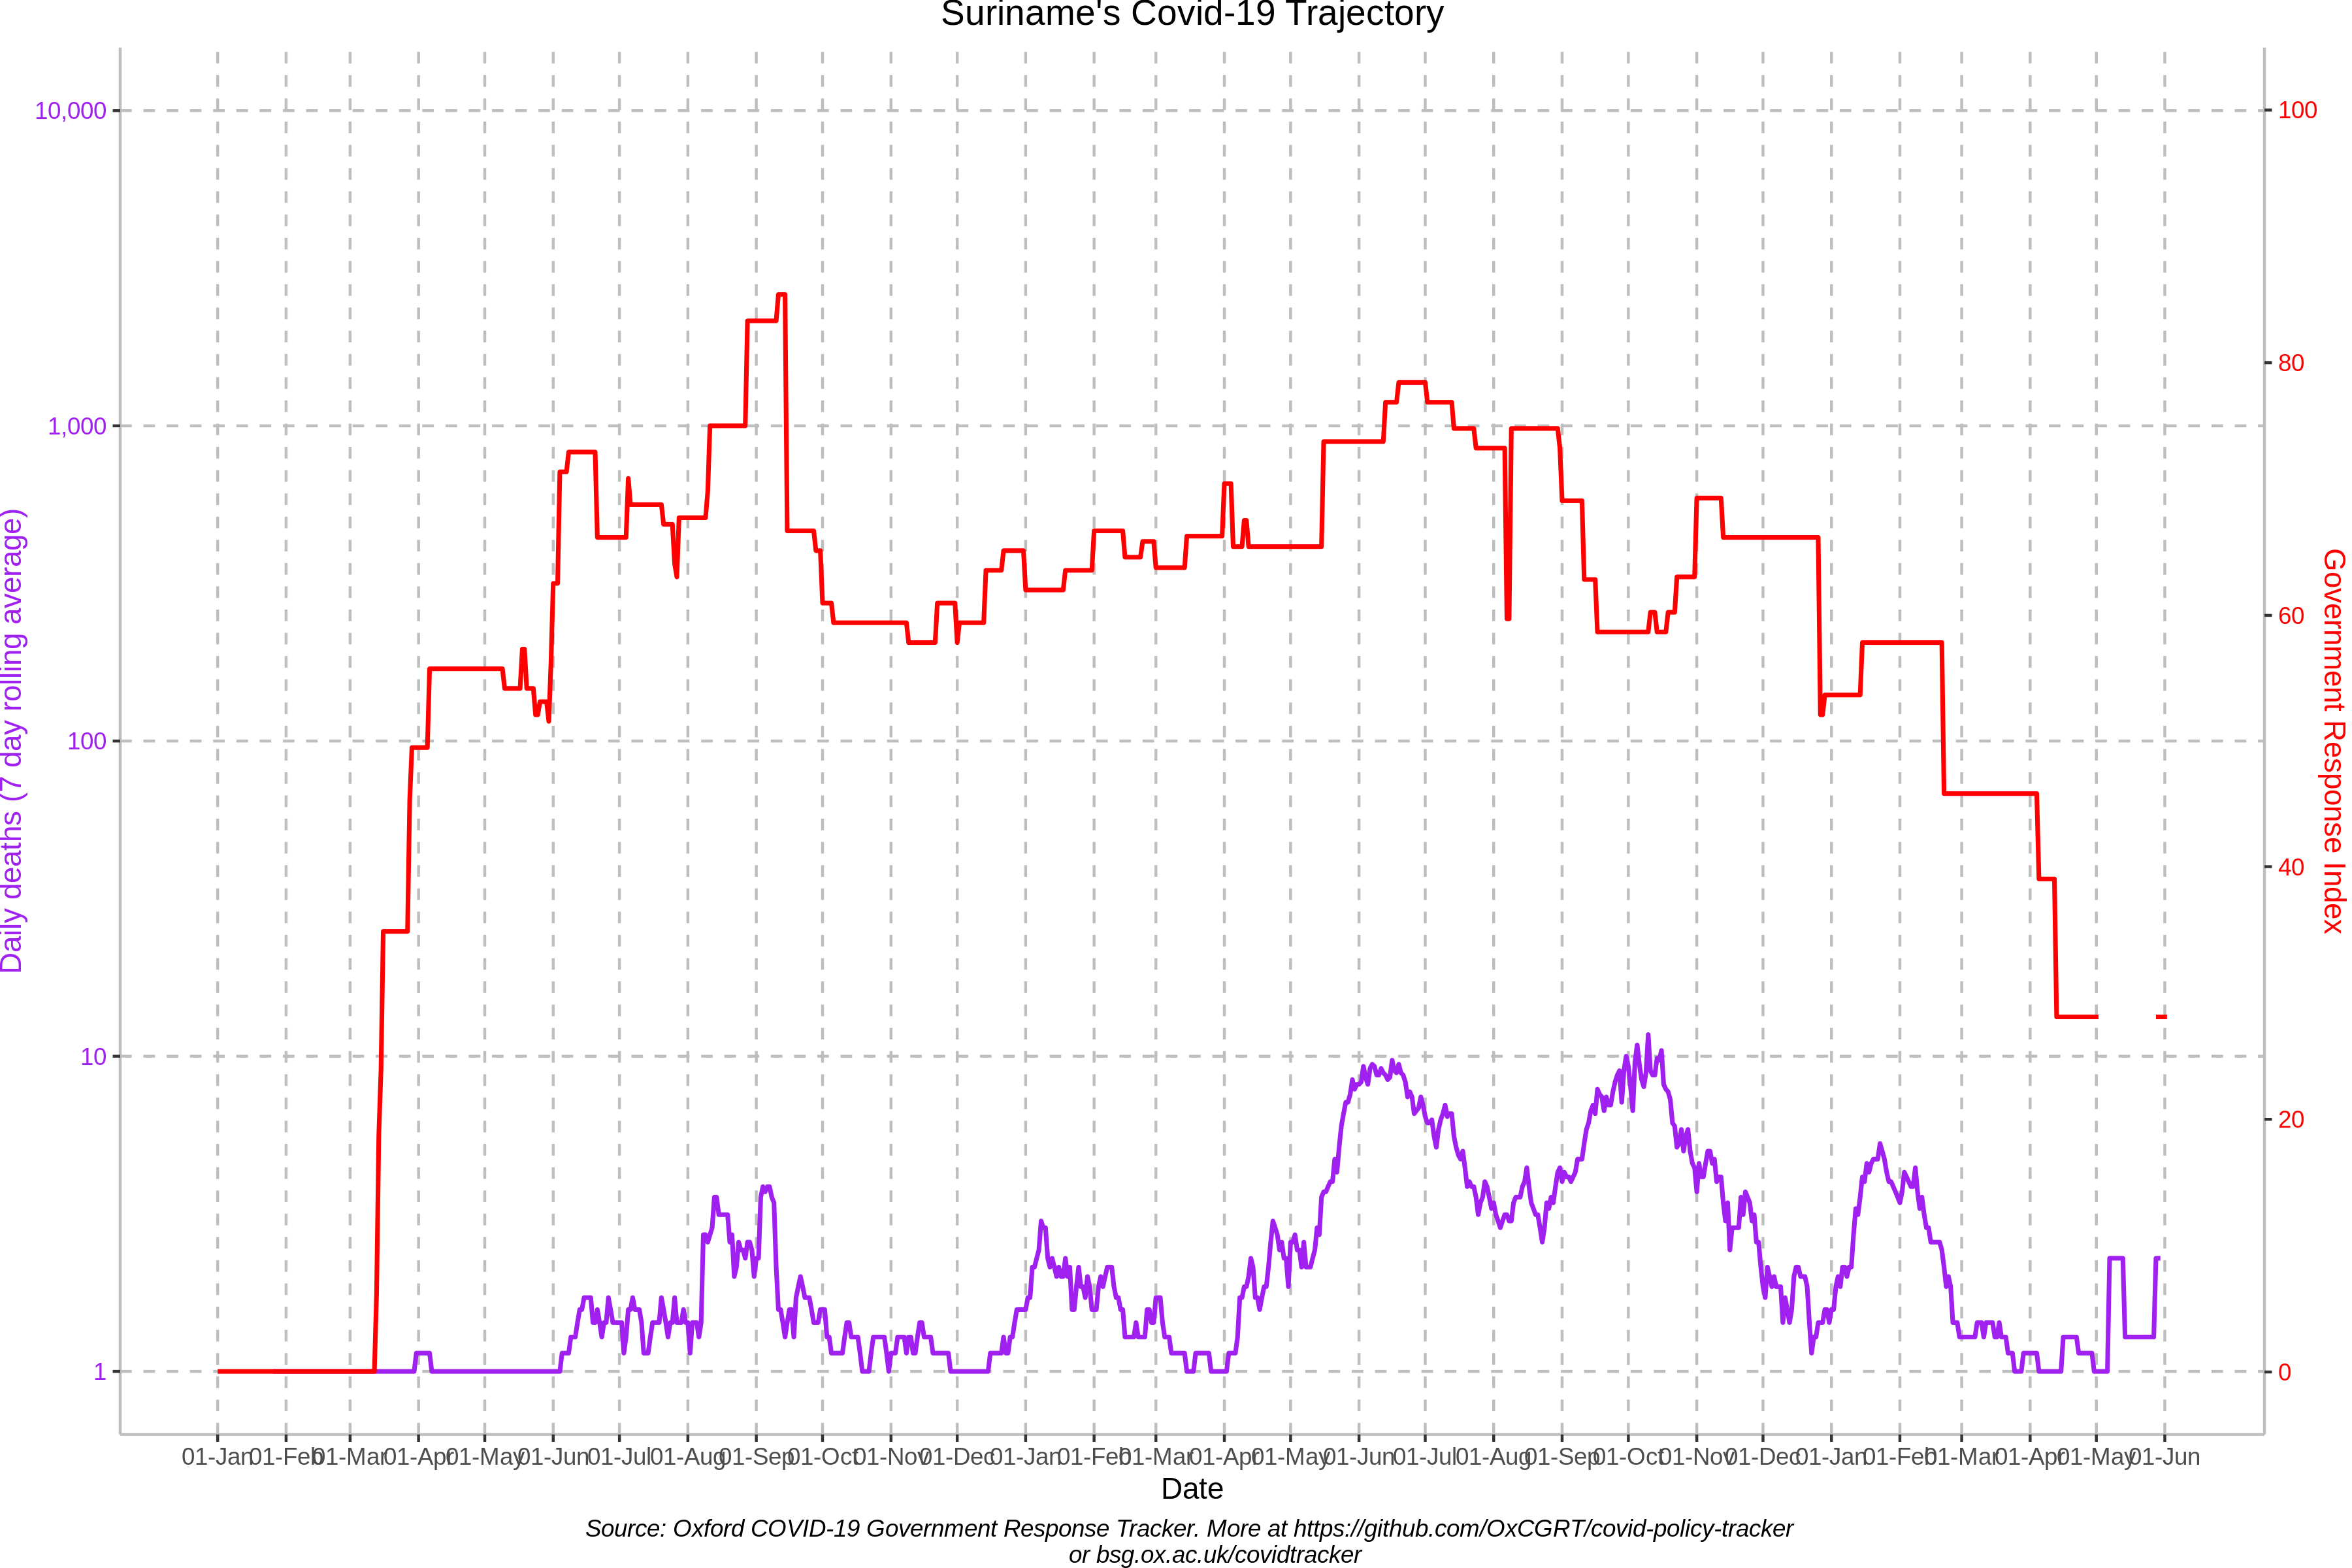 Suriname's Covid-19 Trajectory
10,000
1,000
100
10
1
Daily deaths (7 day rolling average)
100
80
60
40
20
0
Government Response Index
01-Jan 01-Feb 01-Mar 01-Apr 01-May 01-Jun 01-Jul 01-Aug 01-Sep 01-Oct 01-Nov 01-Dec 01-Jan 01-Feb 01-Mar 01-Apr 01-May 01-Jun 01-Jul 01-Aug 01-Sep 01-Oct 01-Nov 01-Dec 01-Jan 01-Feb 01-Mar 01-Apr 01-May 01-Jun
Date
Source: Oxford COVID-19 Government Response Tracker. More at https://github.com/OxCGRT/covid-policy-tracker
or bsg.ox.ac.uk/covidtracker